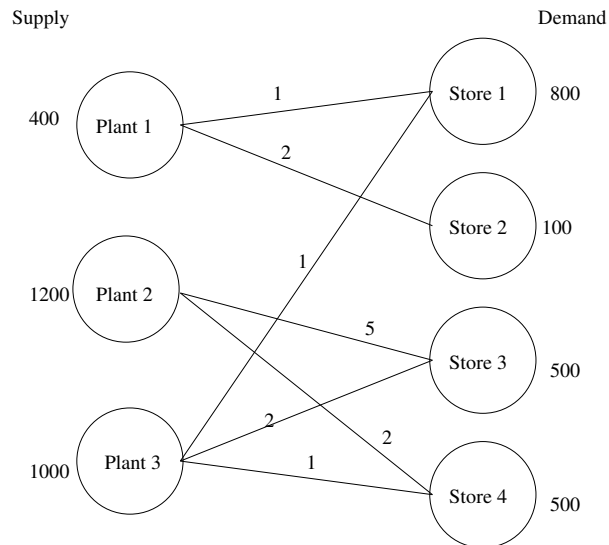 Supply
Demand
400
Plant 1
1
Store 1
800
2
Store 2
100
1
1200
Plant 2
5
Store 3
500
2
2
1000
Plant 3
1
Store 4
500